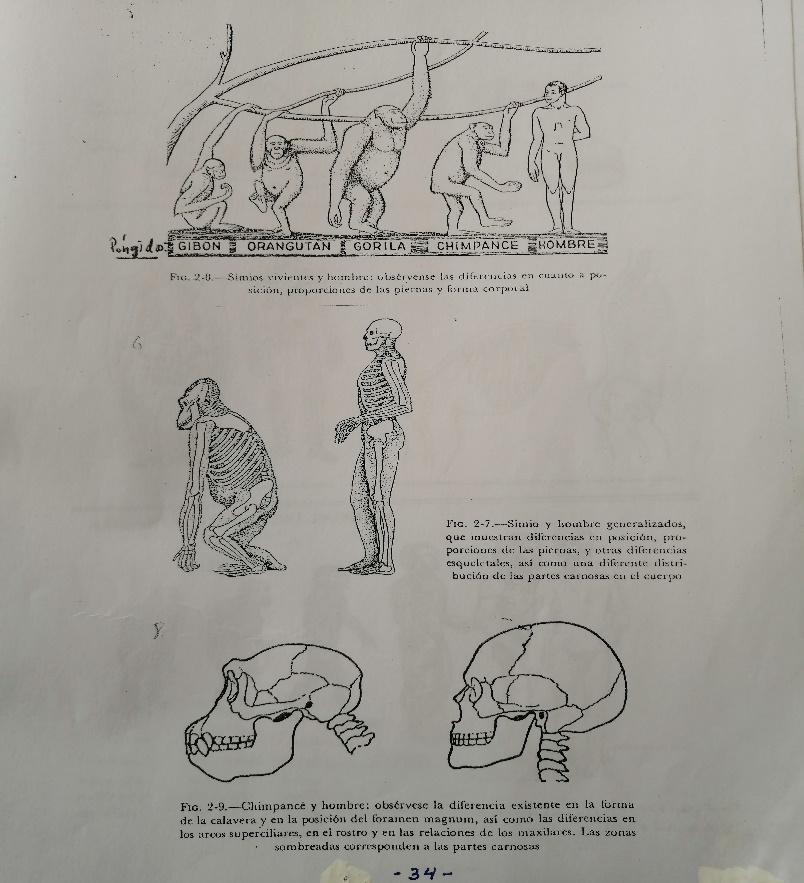 Póngidos GIBON ORANGUTAN GORILA CHIMPANCE HOMBRE
FIG. 2-8.— Simios vivientes y hombre: obsérvense las diferencias en cuanto a po-
sición, proporciones de las piernas y forma corporal
6
FIG. 2-7.—Simio y hombre generalizados,
que muestran diferencias en posición, pro-
porciones de las piernas, y otras diferencias
esqueletales, así como una diferente distri-
bución de las partes carnosas en el cuerpo
8
FIG. 2-9.—Chimpancé y hombre: obsérvese la diferencia existente en la forma
de la calavera y en la posición del foramen magnum, así como las diferencias en
los arcos superciliares, en el rostro y en las relaciones de los maxilares. Las zonas
sombreadas corresponden a las partes carnosas
- 34 -